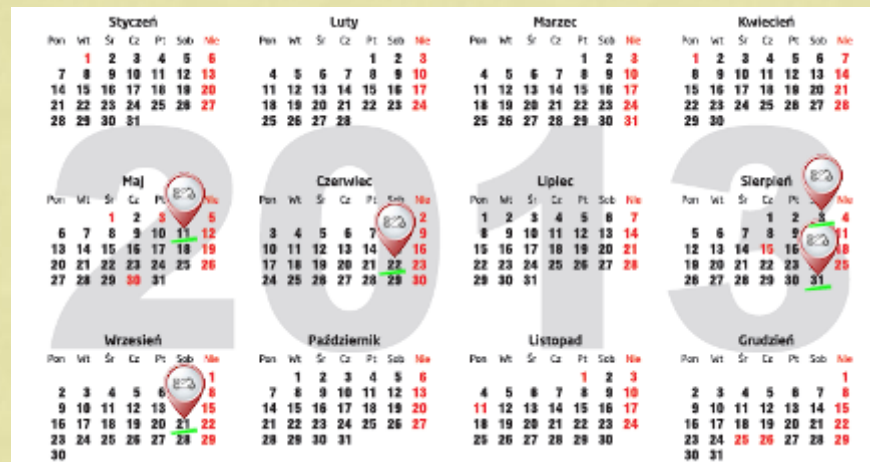 Styczeń
Pon Wt Śr Cz Pt Sob Nie
1 2 3 4 5 6
7 8 9 10 11 12 13
14 15 16 17 18 19 20
21 22 23 24 25 26 27
28 29 30 31
Luty
Pon Wt Śr Cz Pt Sob Nie
1 2 3
4 5 6 7 8 9 10
11 12 13 14 15 16 17
18 19 20 21 22 23 24
25 26 27 28
Marzec
Pon Wt Śr Cz Pt Sob Nie
1 2 3
4 5 6 7 8 9 10
11 12 13 14 15 16 17
18 19 20 21 22 23 24
25 26 27 28 29 30 31
Kwiecień
Pon Wt Śr Cz Pt Sob Nie
1 2 3 4 5 6 7
8 9 10 11 12 13 14
15 16 17 18 19 20 21
22 23 24 25 26 27 28
29 30
2013
Maj
Pon Wt Śr Cz Pt Nie
1 2 3 5
6 7 8 9 10 11 12
13 14 15 16 17 18 19
20 21 22 23 24 25 26
27 28 29 30 31
Czerwiec
Pon Wt Śr Cz Pt Sob Nie
2
3 4 5 6 7 9
10 11 12 13 14 16
17 18 19 20 21 22 23
24 25 26 27 28 29 30
Lipiec
Pon Wt Śr Cz Pt Sob Nie
1 2 3 4 5 6 7
8 9 10 11 12 13 14
15 16 17 18 19 20 21
22 23 24 25 26 27 28
29 30 31
Sierpień
Pon Wt Śr Cz Pt Nie
1 2 3 4
5 6 7 8 9 11
12 13 14 15 16 18
19 20 21 22 23 25
26 27 28 29 30 31
Wrzesień
Pon Wt Śr Cz Pt Sob Nie
1
2 3 4 5 6 8
9 10 11 12 13 15
16 17 18 19 20 21 22
23 24 25 26 27 28 29
30
Październik
Pon Wt Śr Cz Pt Sob Nie
1 2 3 4 5 6
7 8 9 10 11 12 13
14 15 16 17 18 19 20
21 22 23 24 25 26 27
28 29 30 31
Listopad
Pon Wt Śr Cz Pt Sob Nie
1 2 3
4 5 6 7 8 9 10
11 12 13 14 15 16 17
18 19 20 21 22 23 24
25 26 27 28 29 30
Grudzień
Pon Wt Śr Cz Pt Sob Nie
1
2 3 4 5 6 7 8
9 10 11 12 13 14 15
16 17 18 19 20 21 22
23 24 25 26 27 28 29
30 31